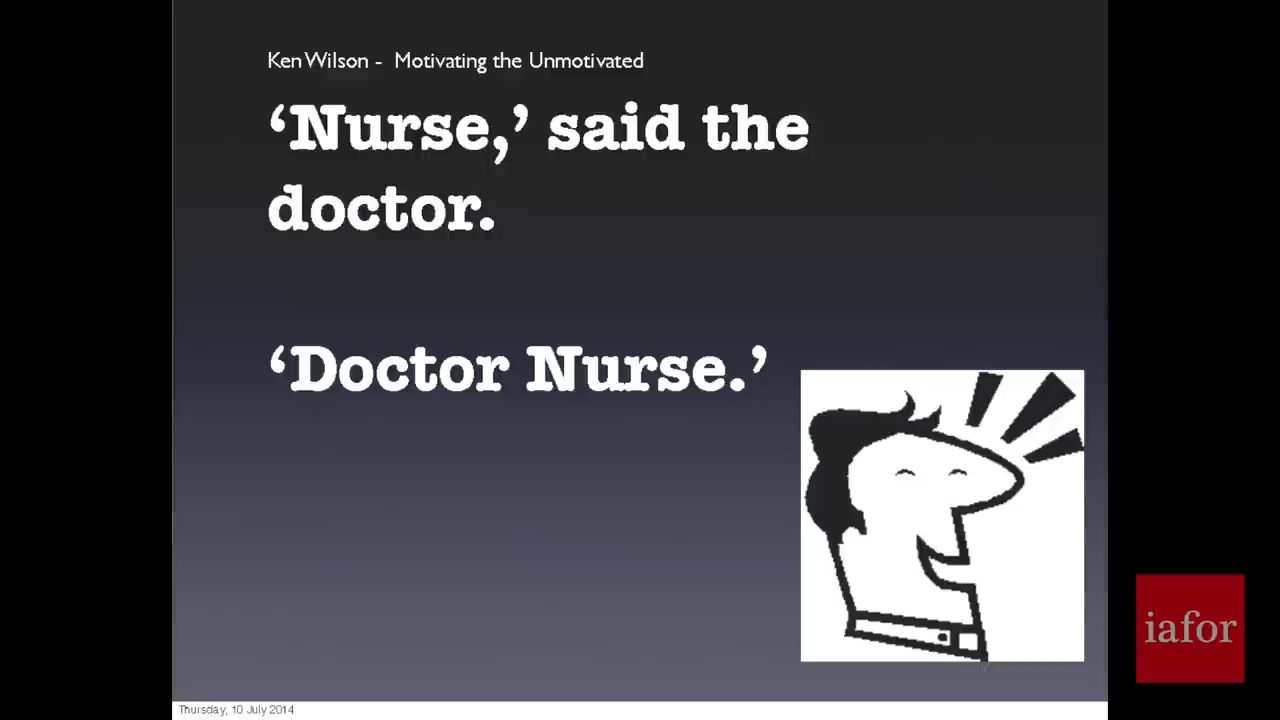 Ken Wilson - Motivating the Unmotivated
‘Nurse,’ said the
doctor.
‘Doctor Nurse.’
iafor
Thursday, 10 July 2014